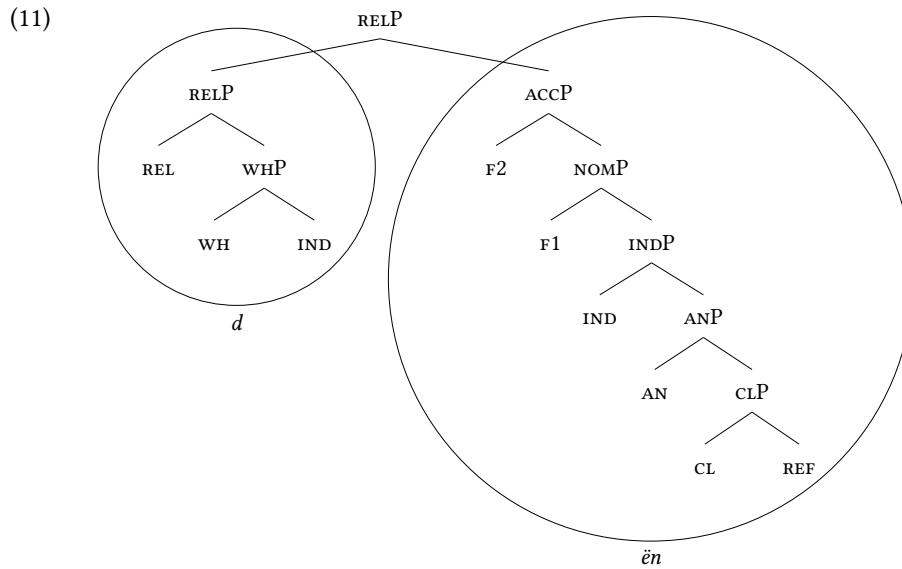 (11)
RELP
RELP ACCP
REL WHP F2 NOMP
WH IND F1 INDP
d IND ANP
AN CLP
CL REF
ën